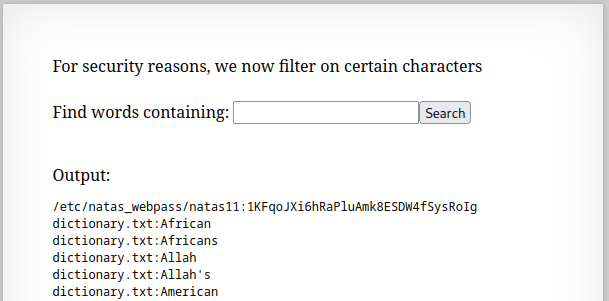 For security reasons, we now filter on certain characters
Find words containing: Search
Output:
/etc/natas_webpass/natas11:1KFqoJXi6hRaPluAmk8ESDW4fSysRoIg
dictionary.txt:African
dictionary.txt:Africans
dictionary.txt:Allah
dictionary.txt:Allah's
dictionary.txt:American